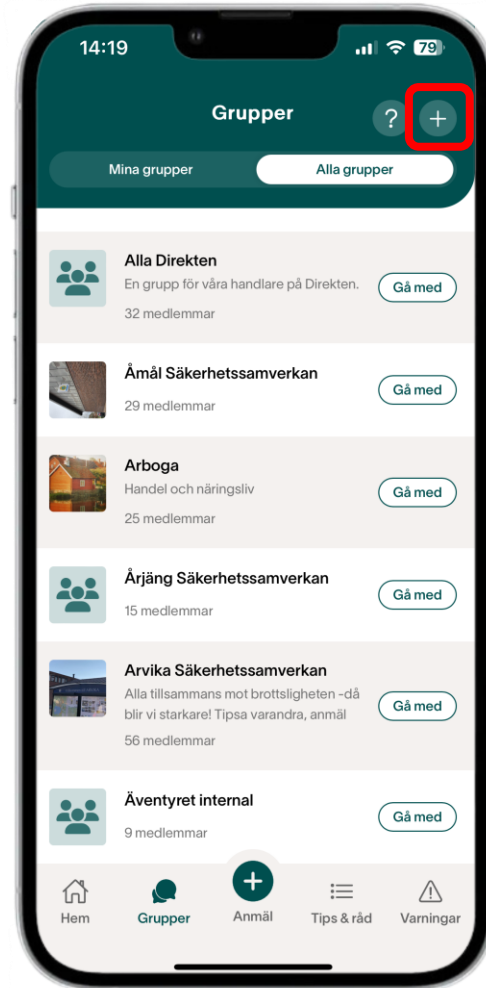 14:19
79
Grupper
?
+
Mina grupper
Alla grupper
Alla Direkten
En grupp för våra handlare på Direkten.
32 medlemmar
Gå med
Åmål Säkerhetssamverkan
29 medlemmar
Gå med
Arboga
Handel och näringsliv
25 medlemmar
Gå med
Årjäng Säkerhetssamverkan
15 medlemmar
Gå med
Arvika Säkerhetssamverkan
Alla tillsammans mot brottsligheten -då
blir vi starkare! Tipsa varandra, anmäl
56 medlemmar
Gå med
Äventyret internal
9 medlemmar
Gå med
+
Hem
Grupper
Anmäl
Tips & råd
Varningar